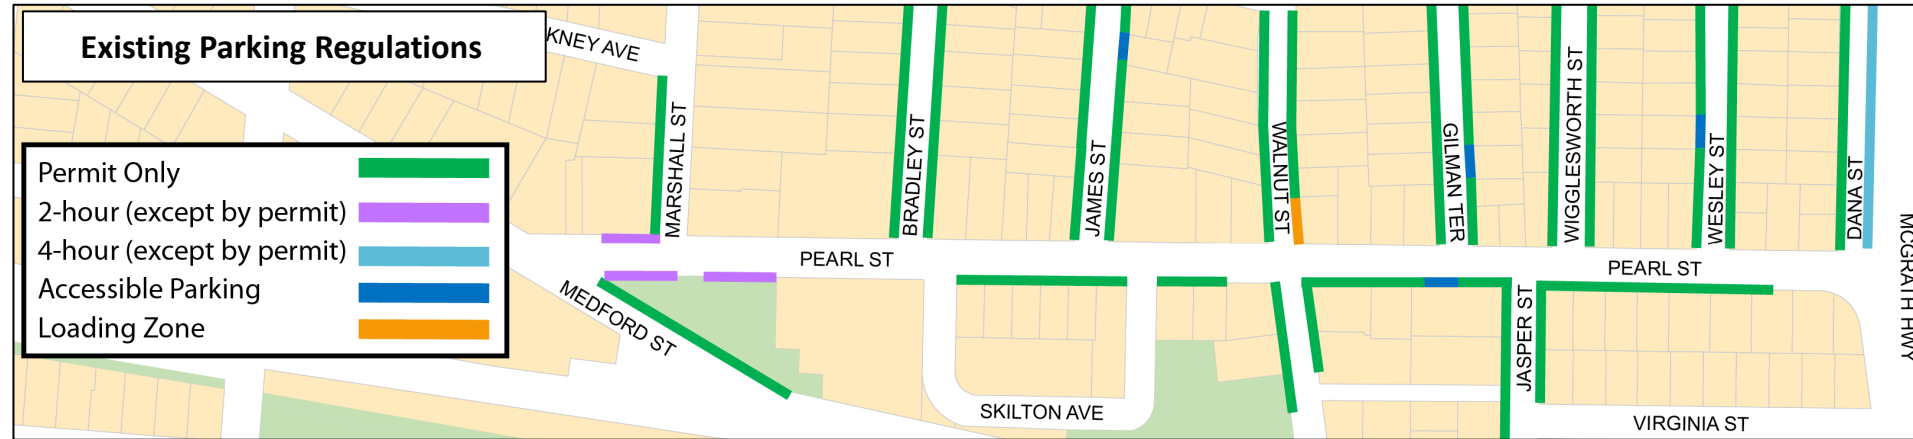 Existing Parking Regulations
KNEY AVE
Permit Only
2-hour (except by permit)
4-hour (except by permit)
Accessible Parking
Loading Zone
MARSHALL ST
BRADLEY ST
JAMES ST
WALNUT ST
GILMAN TER
WIGGLESWORTH ST
WESLEY ST
DANA ST
MCGRATH HWY
PEARL ST
PEARL ST
MEDFORD ST
JASPER ST
SKILTON AVE
VIRGINIA ST